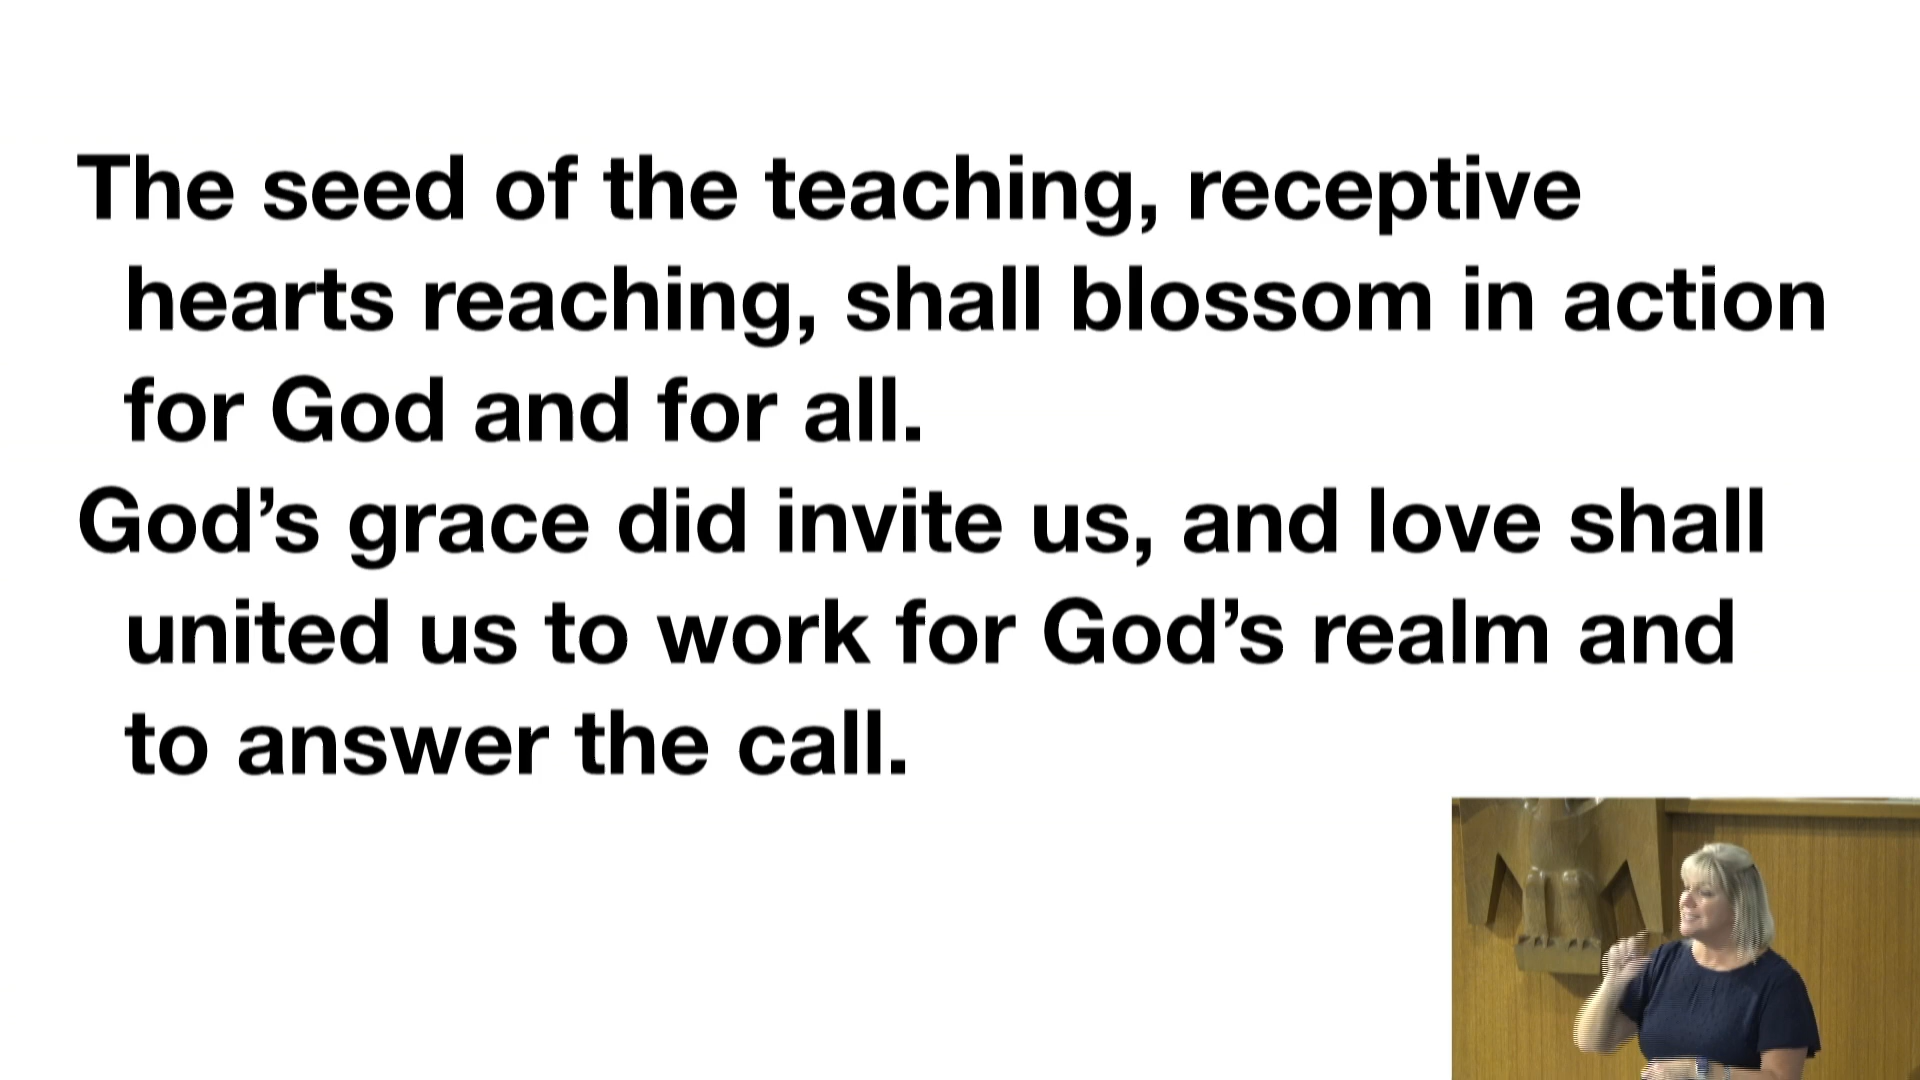 The seed of the teaching, receptive
hearts reaching, shall blossom in action
for God and for all.
God’s grace did invite us, and love shall
united us to work for God’s realm and
to answer the call.